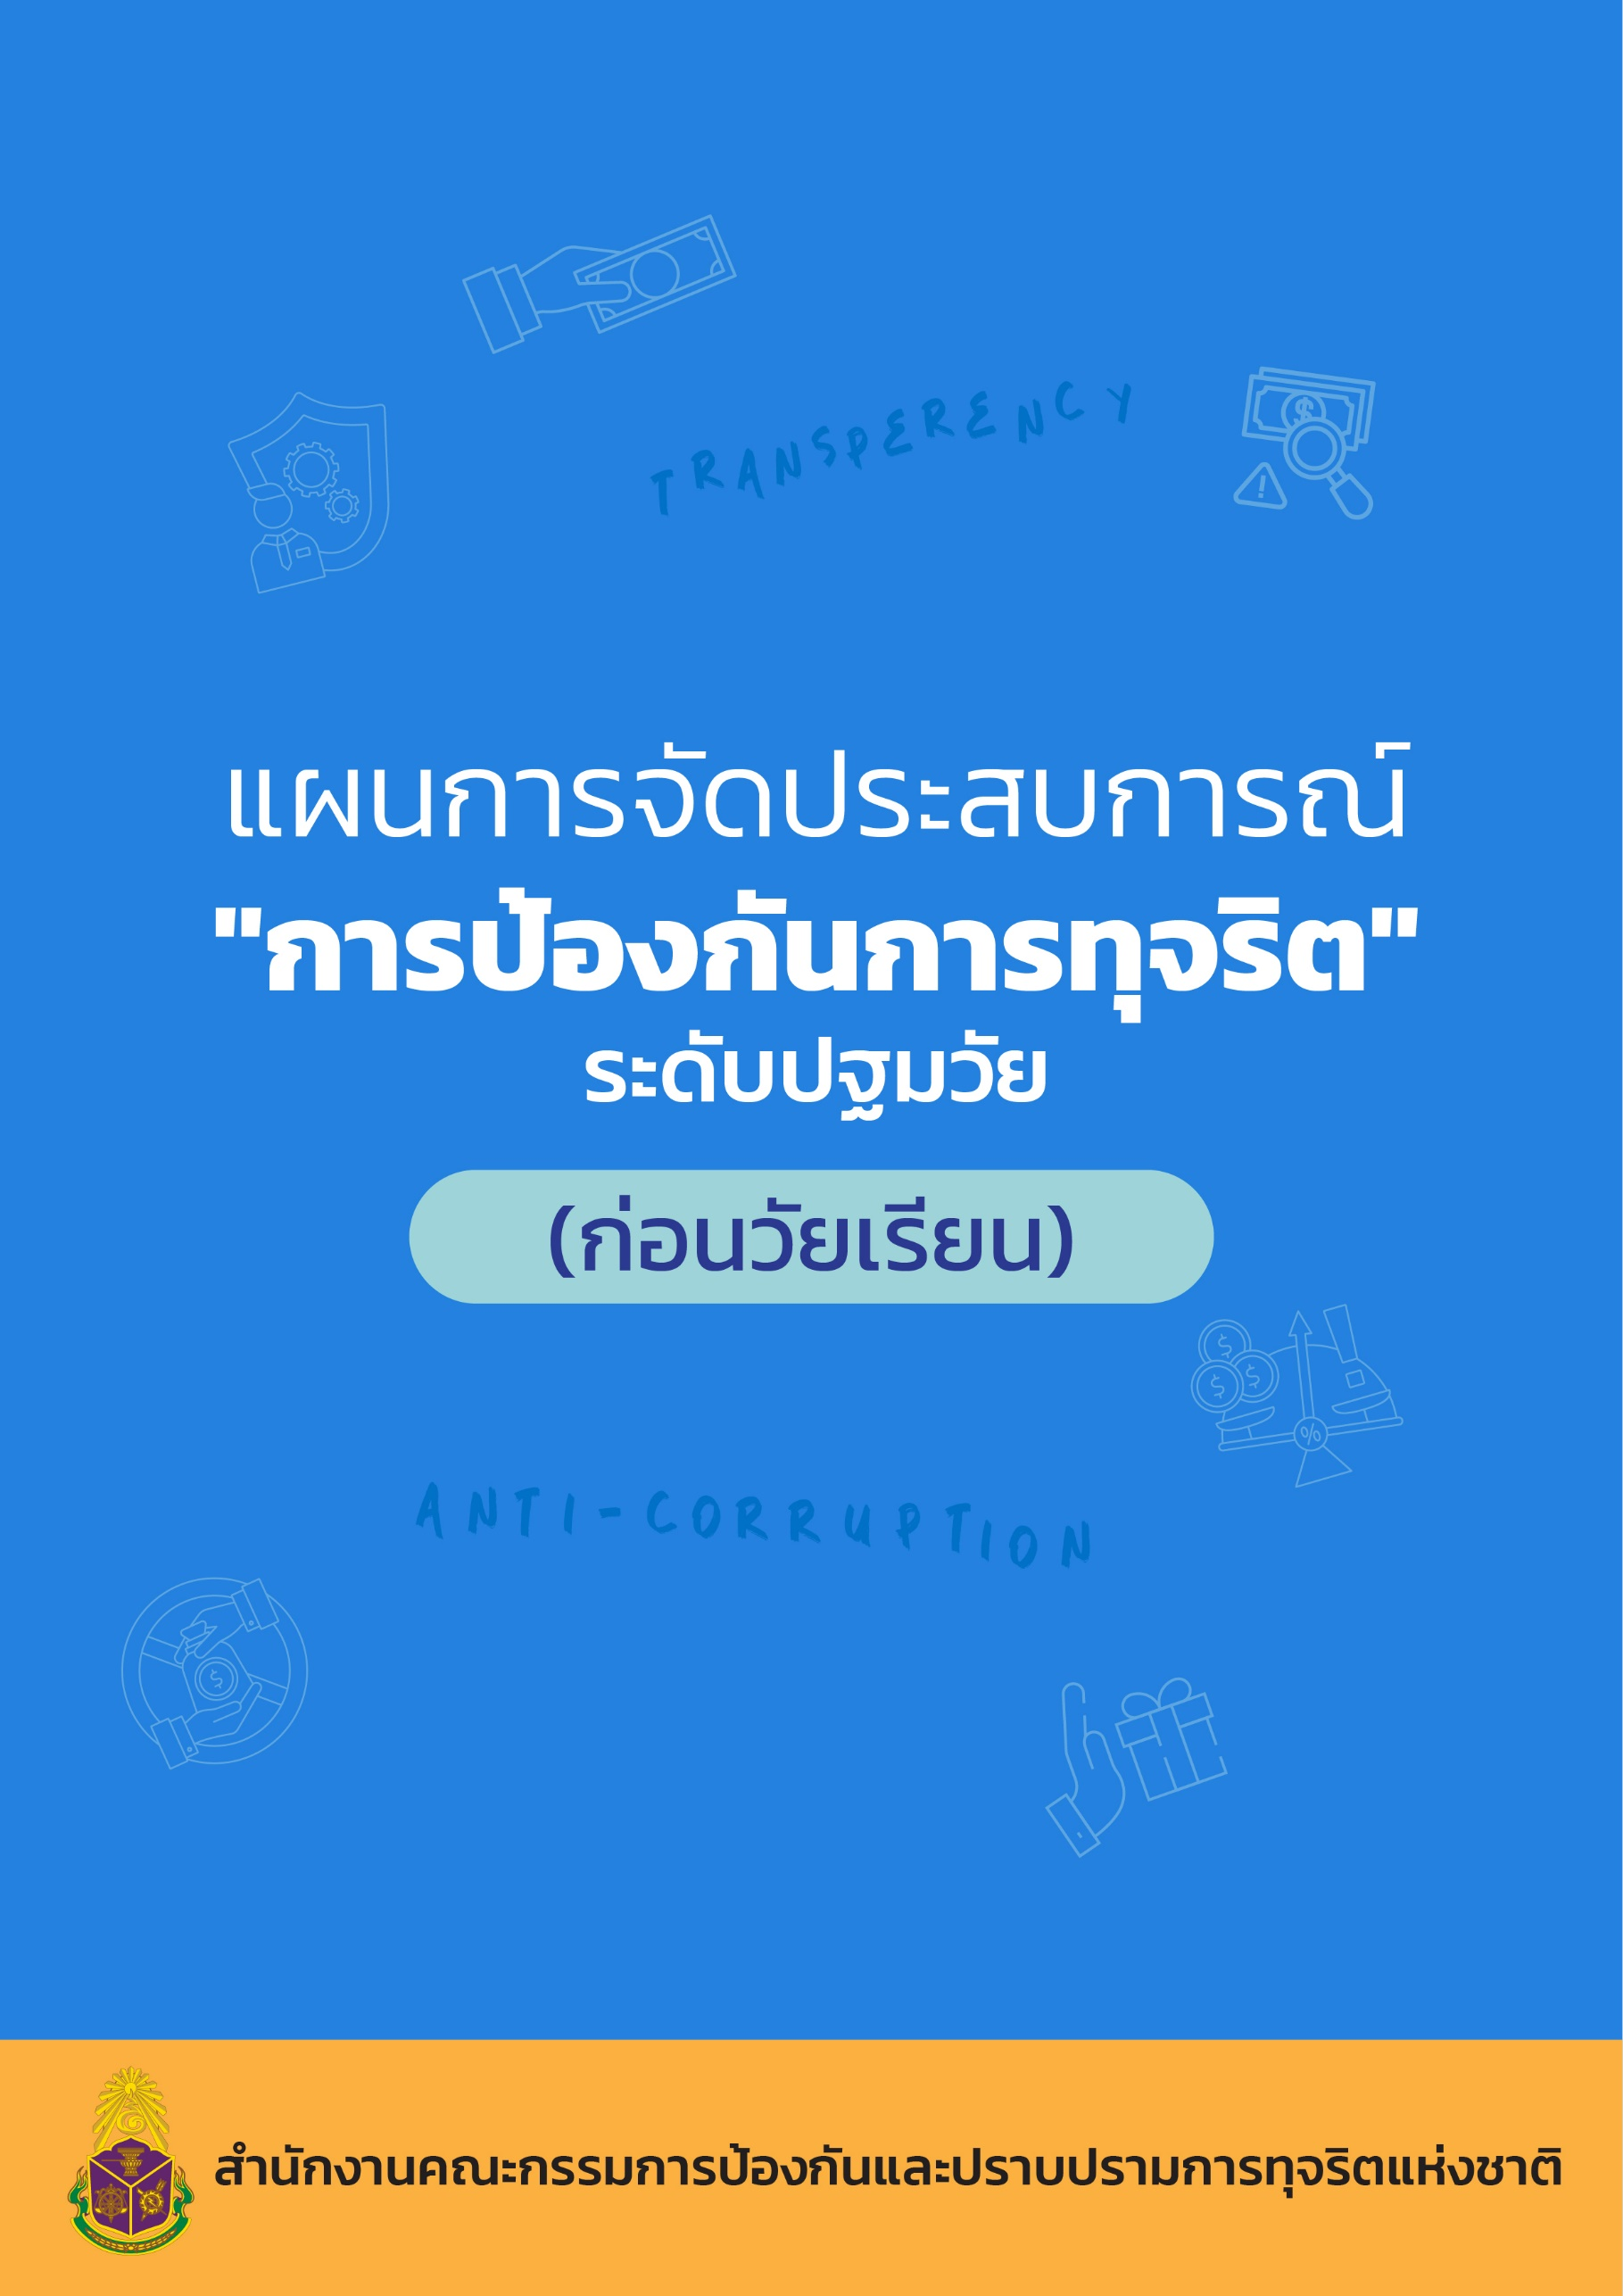 TRANSPERENCY
แผนการจัดประสบการณ์
"การป้องกันการทุจริต"
ระดับปฐมวัย
(ก่อนวัยเรียน)
ANTI-CORRUPTION
สำนักงานคณะกรรมการป้องกันและปราบปรามการทุจริตแห่งชาติ